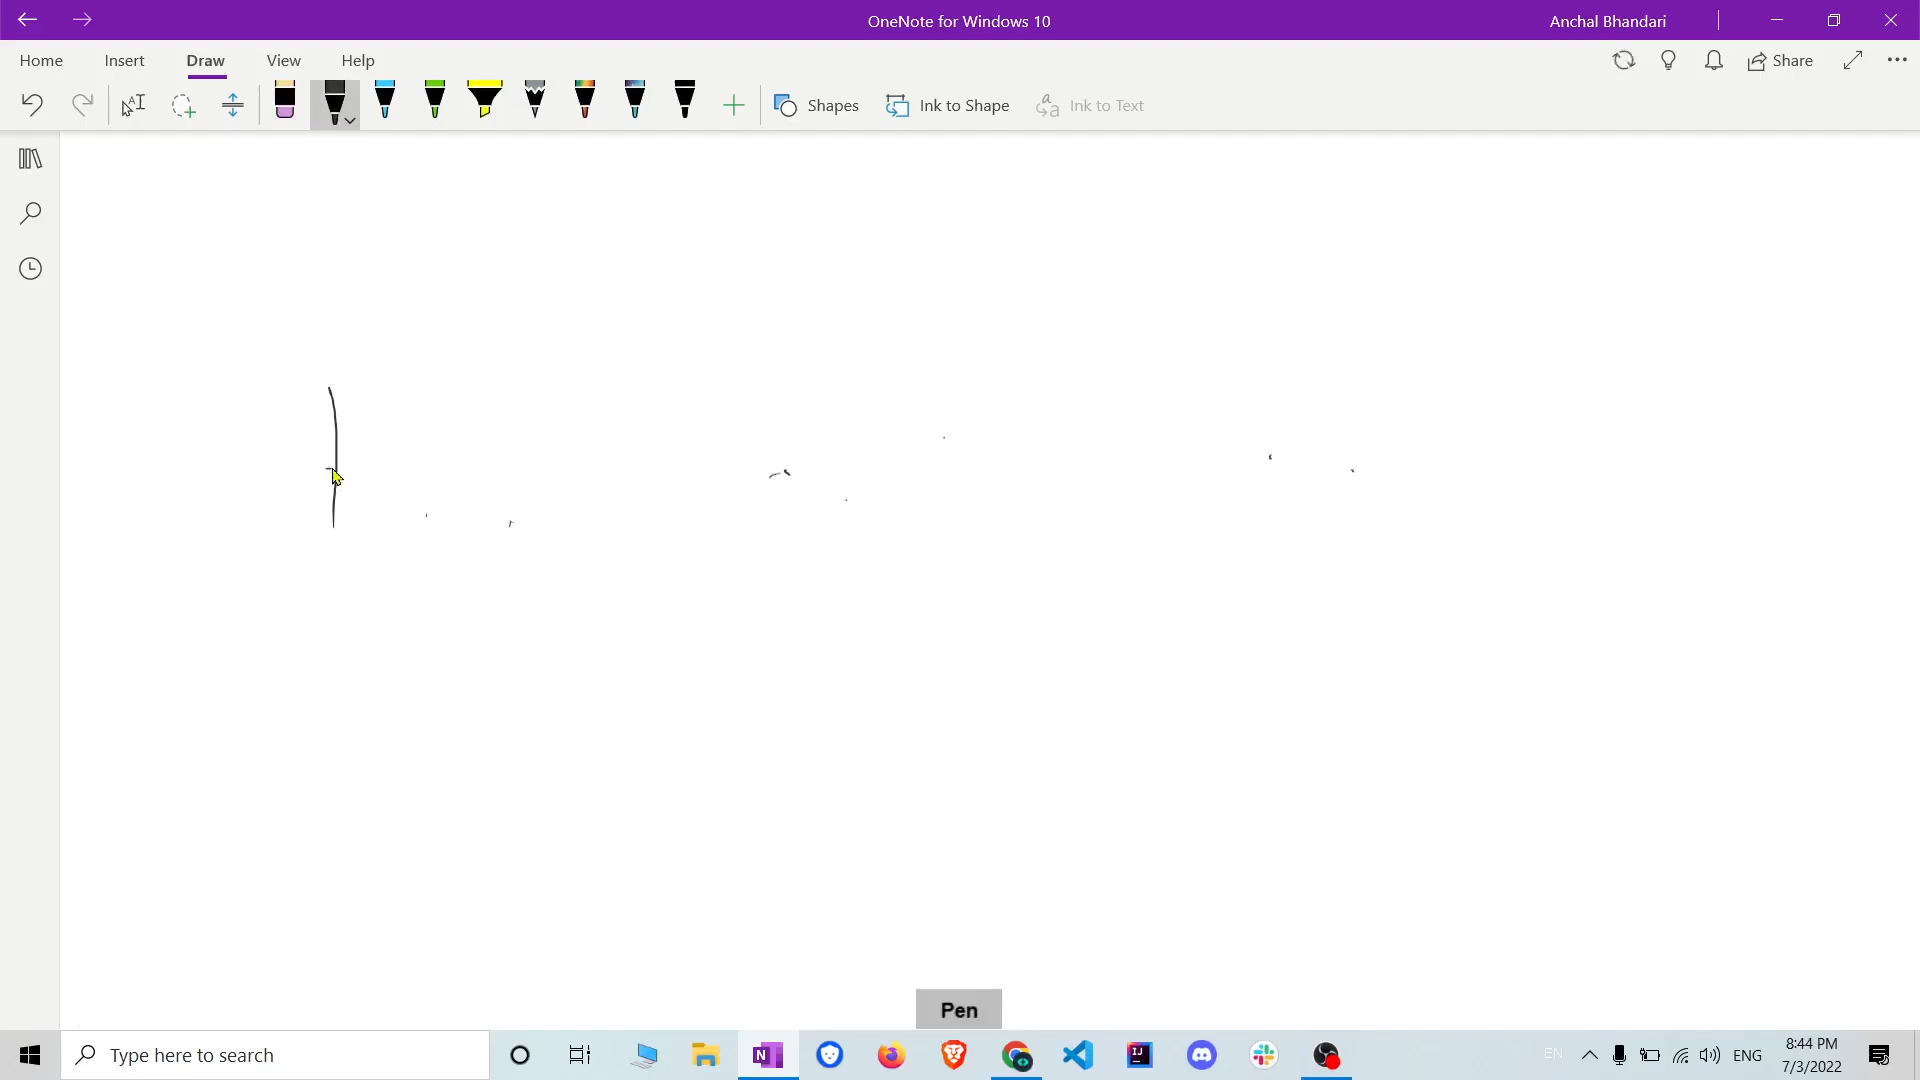 OneNote for Windows 10
Anchal Bhandari
Home Insert Draw View Help
Share
Shapes
Ink to Shape
Ink to Text
Pen
Type here to search
EN
ENG
8:44 PM
7/3/2022